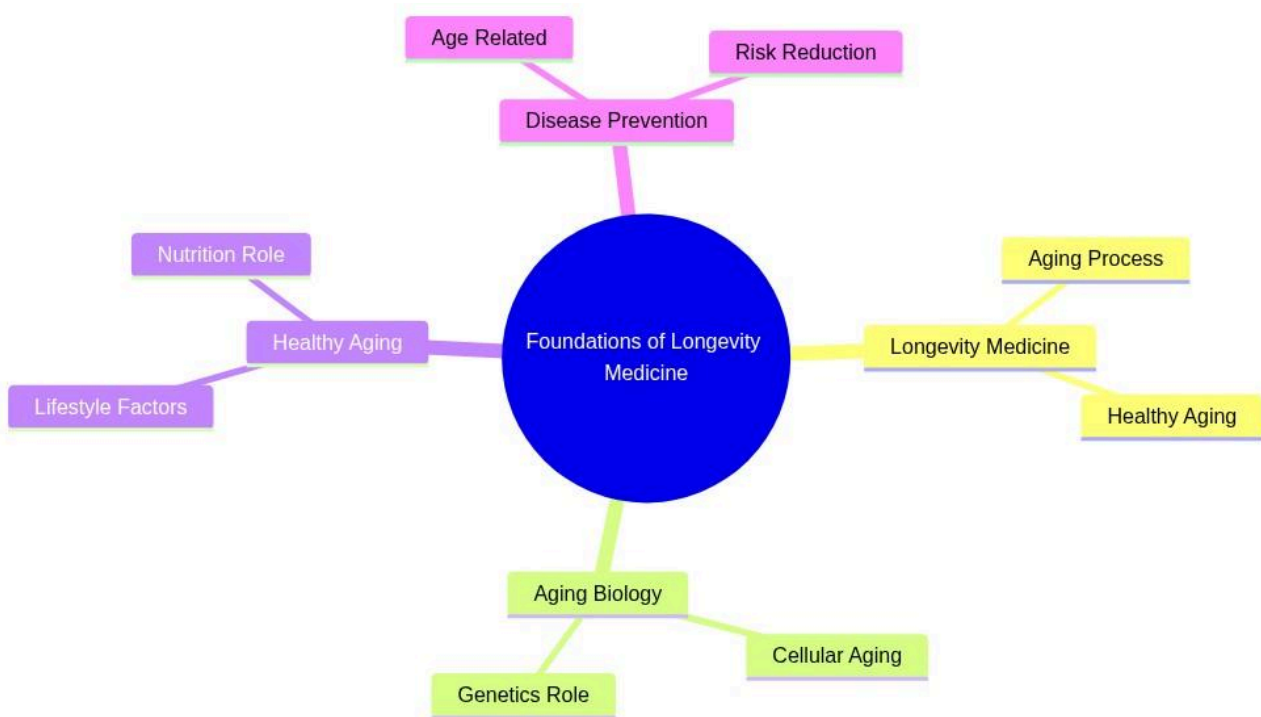 Age Related
Risk Reduction
Disease Prevention
Nutrition Role
Healthy Aging
Lifestyle Factors
Foundations of Longevity
Medicine
Aging Process
Longevity Medicine
Healthy Aging
Aging Biology
Cellular Aging
Genetics Role